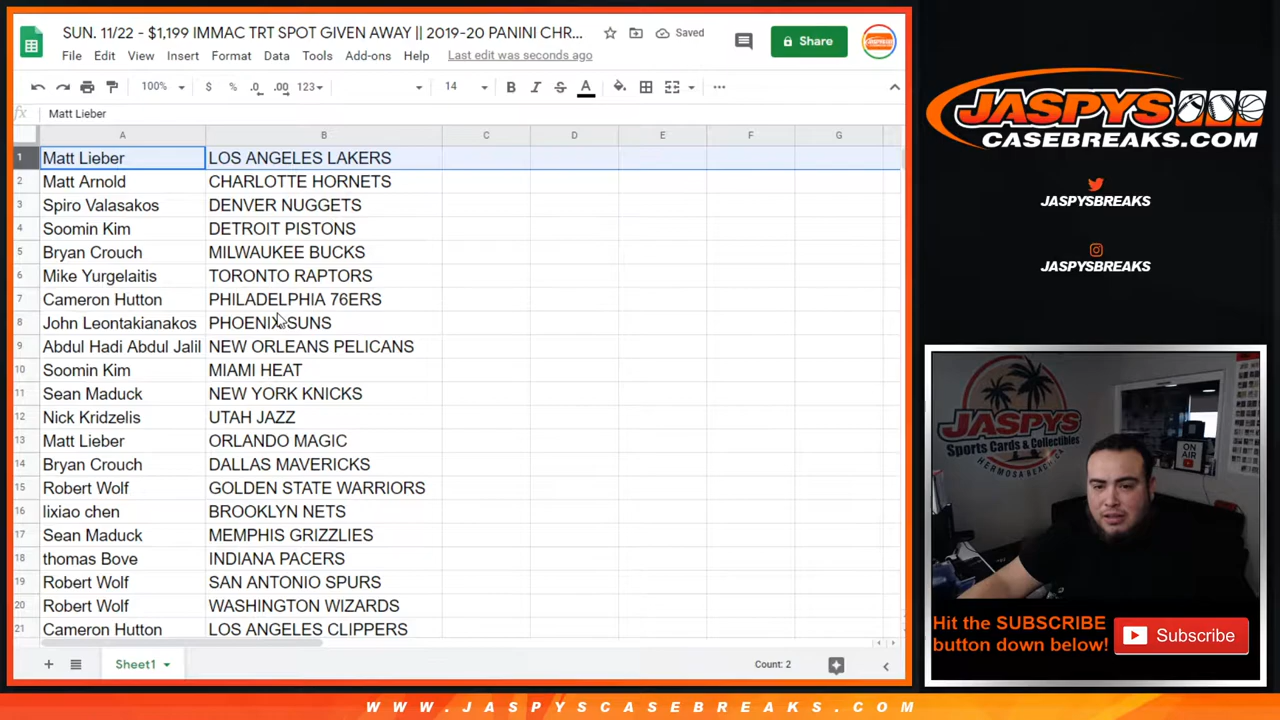 SUN. 11/22 - $1,199 IMMAC TRT SPOT GIVEN AWAY || 2019-20 PANINI CHR...
Saved
Share
File Edit View Insert Format Data Tools Add-ons Help Last edit was seconds ago
100% $ % .0 .00 123 14 B I S A
fx Matt Lieber
A B C D E F G
1 Matt Lieber LOS ANGELES LAKERS
2 Matt Arnold CHARLOTTE HORNETS
3 Spiro Valasakos DENVER NUGGETS
4 Soomin Kim DETROIT PISTONS
5 Bryan Crouch MILWAUKEE BUCKS
6 Mike Yurgelaitis TORONTO RAPTORS
7 Cameron Hutton PHILADELPHIA 76ERS
8 John Leontakianakos PHOENIX SUNS
9 Abdul Hadi Abdul Jalil NEW ORLEANS PELICANS
10 Soomin Kim MIAMI HEAT
11 Sean Maduck NEW YORK KNICKS
12 Nick Kridzelis UTAH JAZZ
13 Matt Lieber ORLANDO MAGIC
14 Bryan Crouch DALLAS MAVERICKS
15 Robert Wolf GOLDEN STATE WARRIORS
16 lixiao chen BROOKLYN NETS
17 Sean Maduck MEMPHIS GRIZZLIES
18 thomas Bove INDIANA PACERS
19 Robert Wolf SAN ANTONIO SPURS
20 Robert Wolf WASHINGTON WIZARDS
21 Cameron Hutton LOS ANGELES CLIPPERS
Sheet1
Count: 2
JASPYS
CASEBREAKS.COM
JASPYSBREAKS
JASPYSBREAKS
JASPYS
Sports Cards & Collectibles
HERMOSA BEACH, CA
ON AIR
Hit the SUBSCRIBE
button down below!
Subscribe
WWW.JASPYSCASEBREAKS.COM